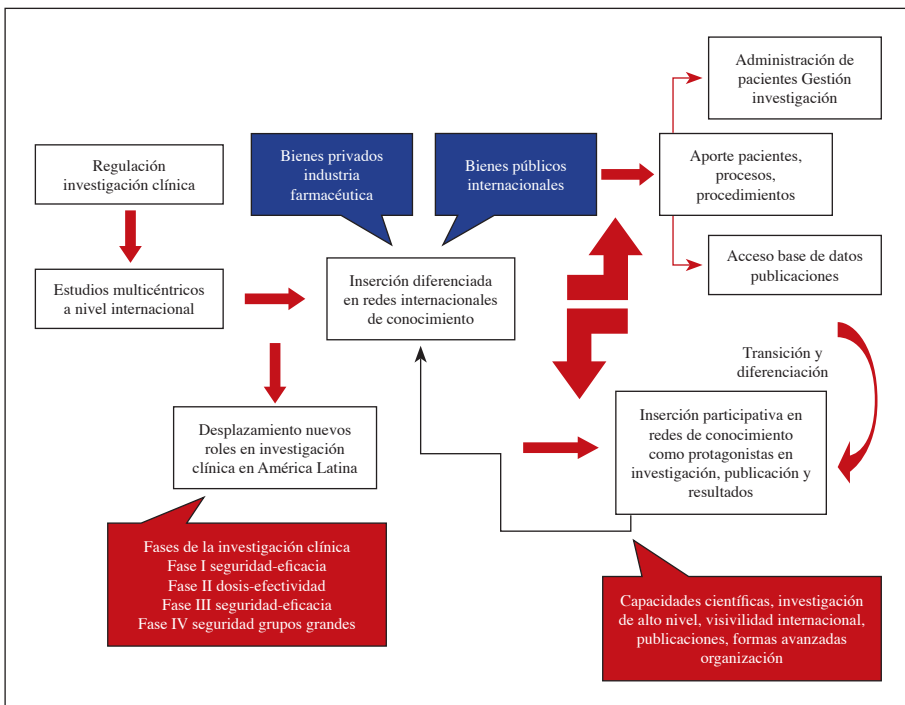 Administración de
pacientes Gestión
investigación
Regulación
investigación clínica
Bienes privados
industria
farmacéutica
Bienes públicos
internacionales
Aporte pacientes,
procesos,
procedimientos
Estudios multicéntricos
a nivel internacional
Inserción diferenciada
en redes internacionales
de conocimiento
Acceso base de datos
publicaciones
Transición y
diferenciación
Desplazamiento nuevos
roles en investigación
clínica en América Latina
Inserción participativa en
redes de conocimiento
como protagonistas en
investigación, publicación y
resultados
Fases de la investigación clínica
Fase I seguridad-eficacia
Fase II dosis-efectividad
Fase III seguridad-eficacia
Fase IV seguridad grupos grandes
Capacidades científicas, investigación
de alto nivel, visivilidad internacional,
publicaciones, formas avanzadas
organización